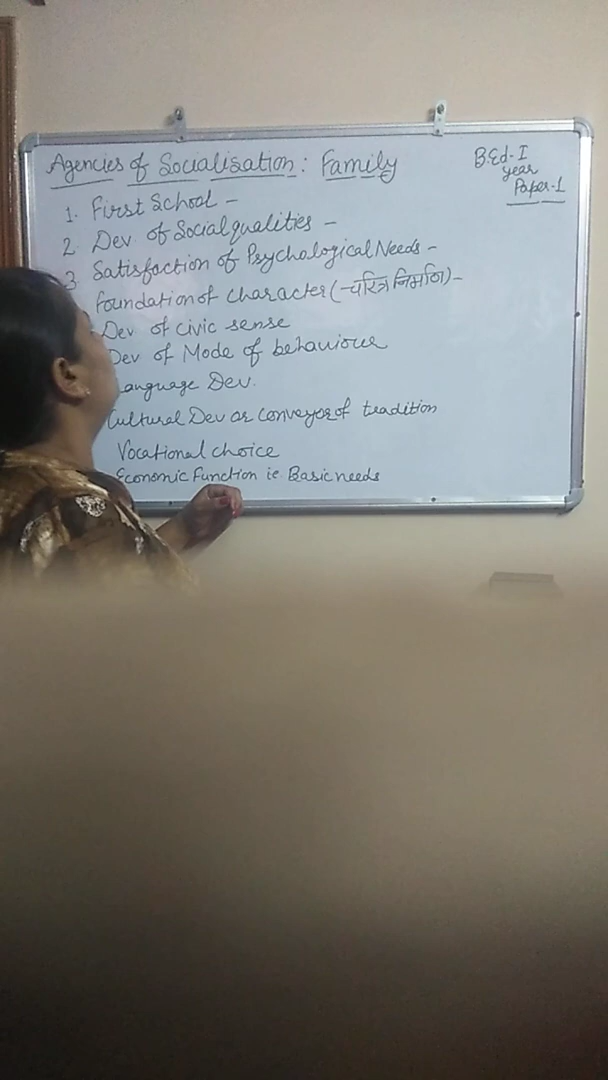 Agencies of Socialisation: Family
B.Ed-I
year
Paper-1
1. First School -
2. Dev. of Social qualities -
3. Satisfaction of Psychological Needs -
Foundation of character (चरित्र निर्माण) -
Dev of civic sense
Dev of Mode of behaviour
Language Dev.
Cultural Dev or conveyor of tradition
Vocational choice
Economic Function ie. Basic needs